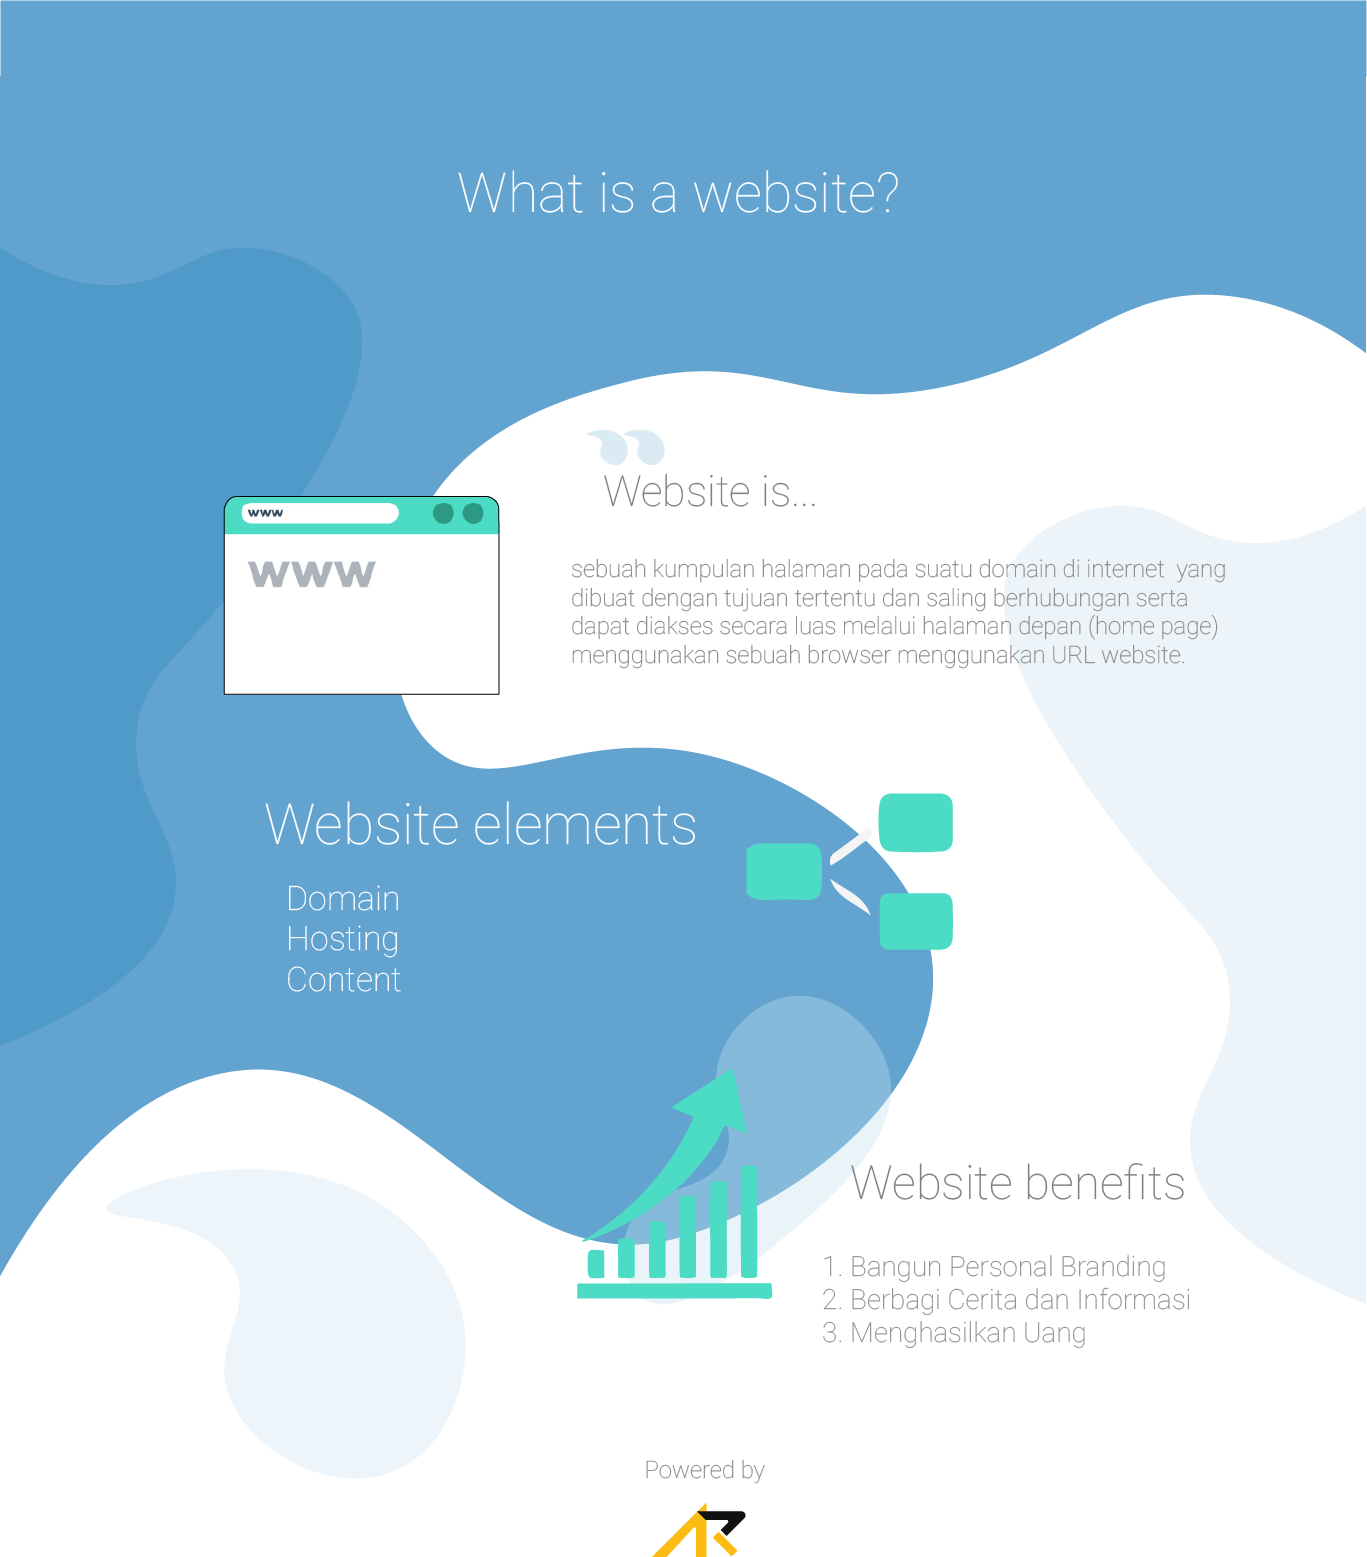 What is a website?
Website is...
www
www
sebuah kumpulan halaman pada suatu domain di internet  yang
dibuat dengan tujuan tertentu dan saling berhubungan serta
dapat diakses secara luas melalui halaman depan (home page)
menggunakan sebuah browser menggunakan URL website.
Website elements
Domain
Hosting
Content
Website benefits
1. Bangun Personal Branding
2. Berbagi Cerita dan Informasi
3. Menghasilkan Uang
Powered by
AR